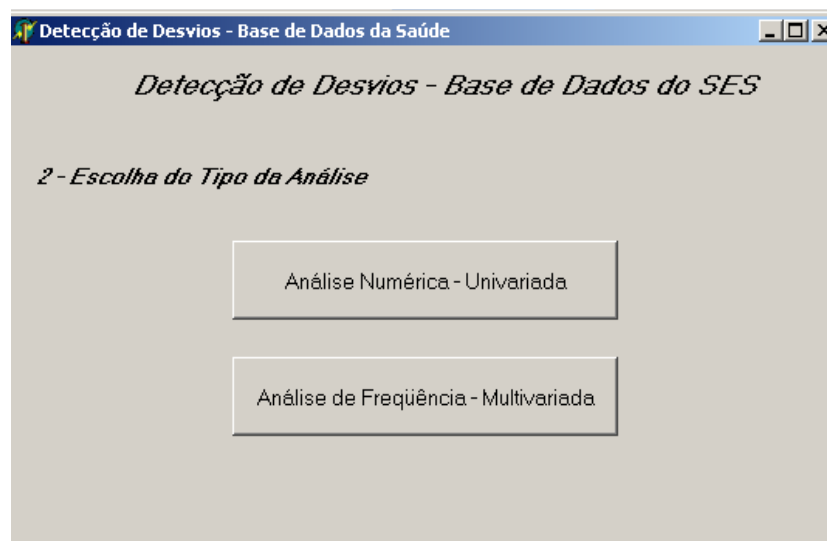 Detecção de Desvios - Base de Dados da Saúde
Detecção de Desvios - Base de Dados do SES
2 - Escolha do Tipo da Análise
Análise Numérica - Univariada
Análise de Freqüência - Multivariada